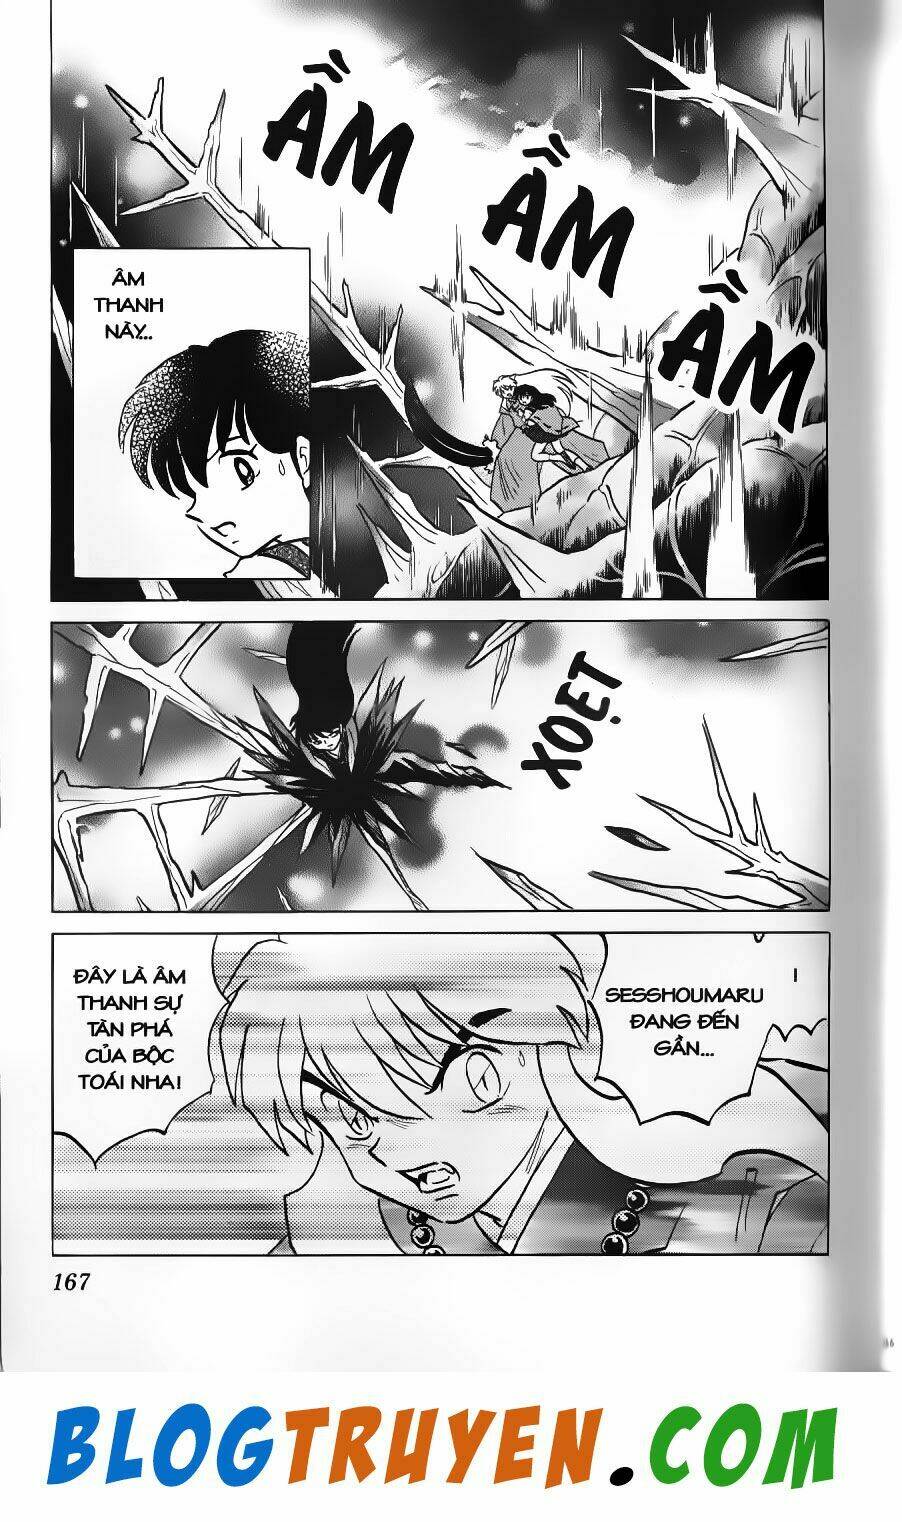 ẦM
ẦM
ẦM
ÂM
THANH
NÀY...
XOẸT
SESSHOUMARU
ĐANG ĐẾN
GẦN...
ĐÂY LÀ ÂM
THANH SỰ
TÀN PHÁ
CỦA BỘC
TOÁI NHA!
167
BLOGTRUYEN.COM